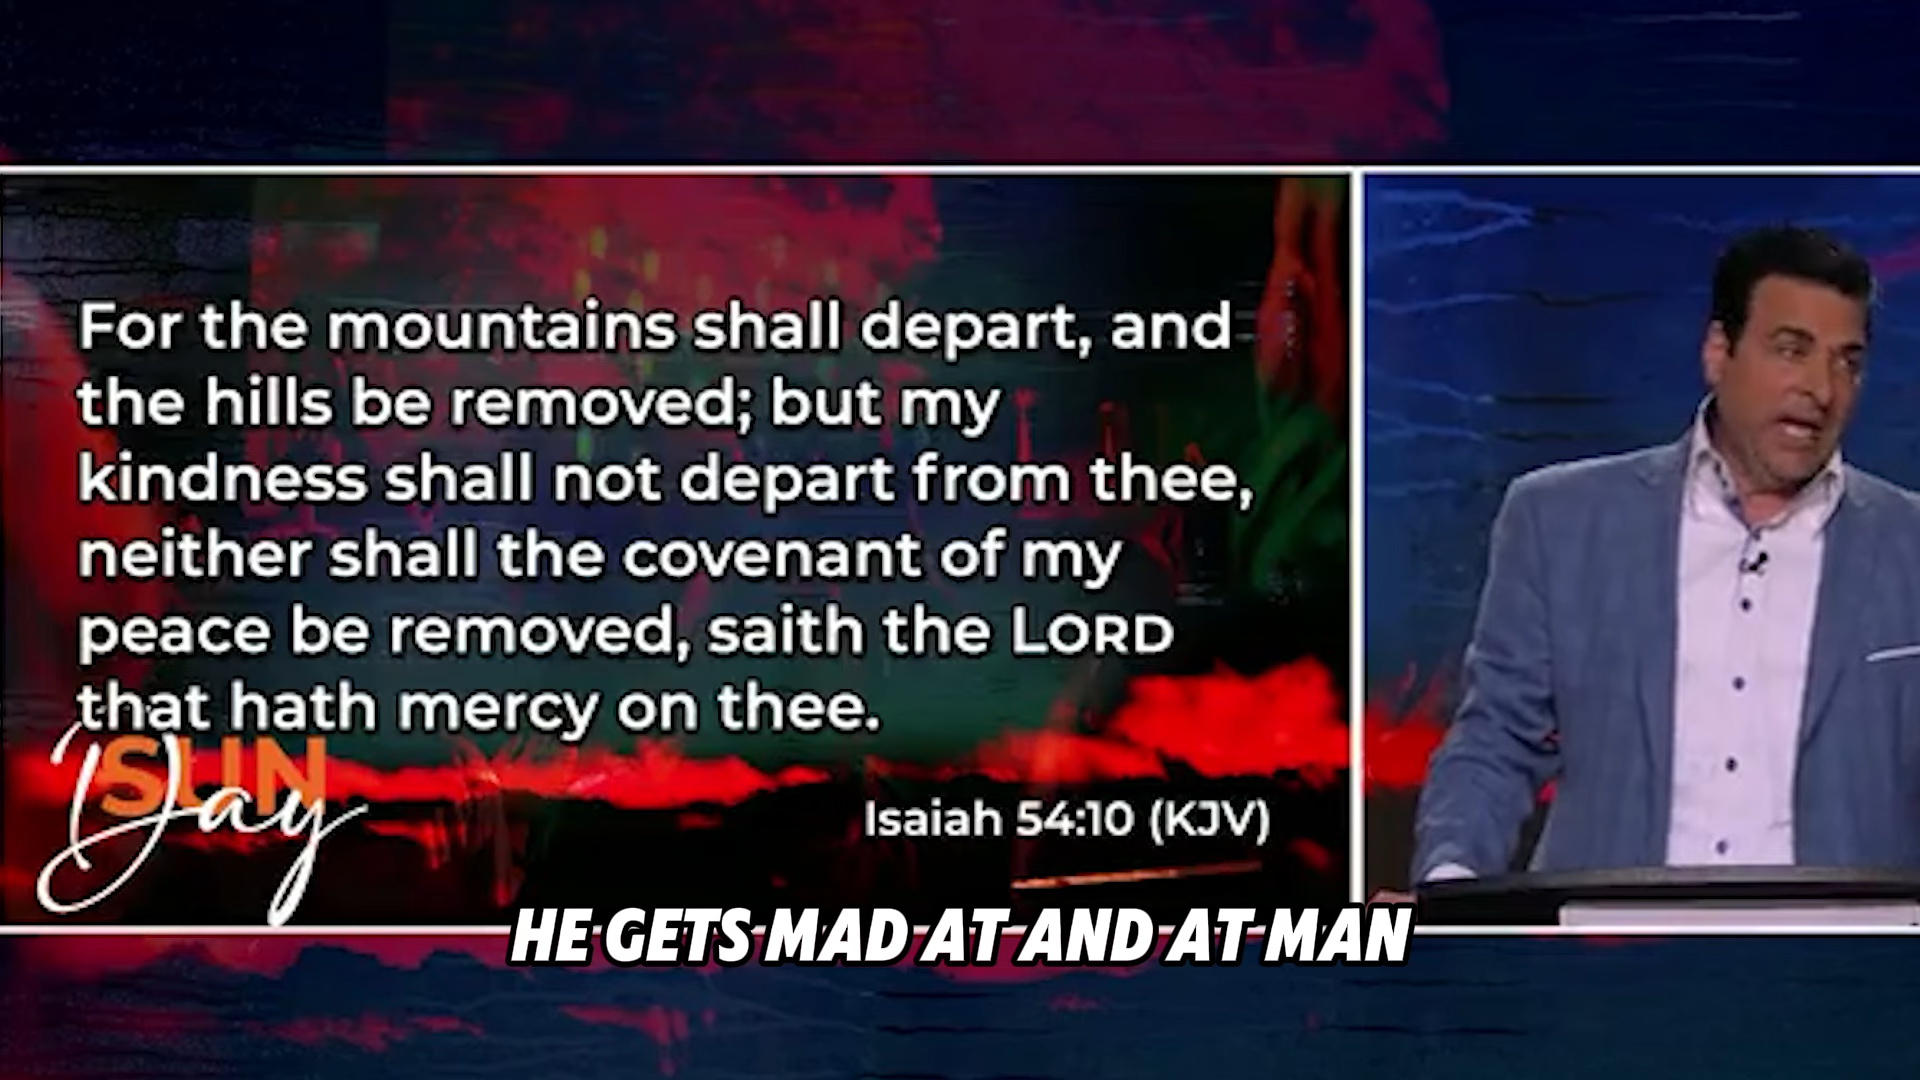 For the mountains shall depart, and
the hills be removed; but my
kindness shall not depart from thee,
neither shall the covenant of my
peace be removed, saith the LORD
that hath mercy on thee.
SUN
Day
Isaiah 54:10 (KJV)
HE GETS MAD AT AND AT MAN